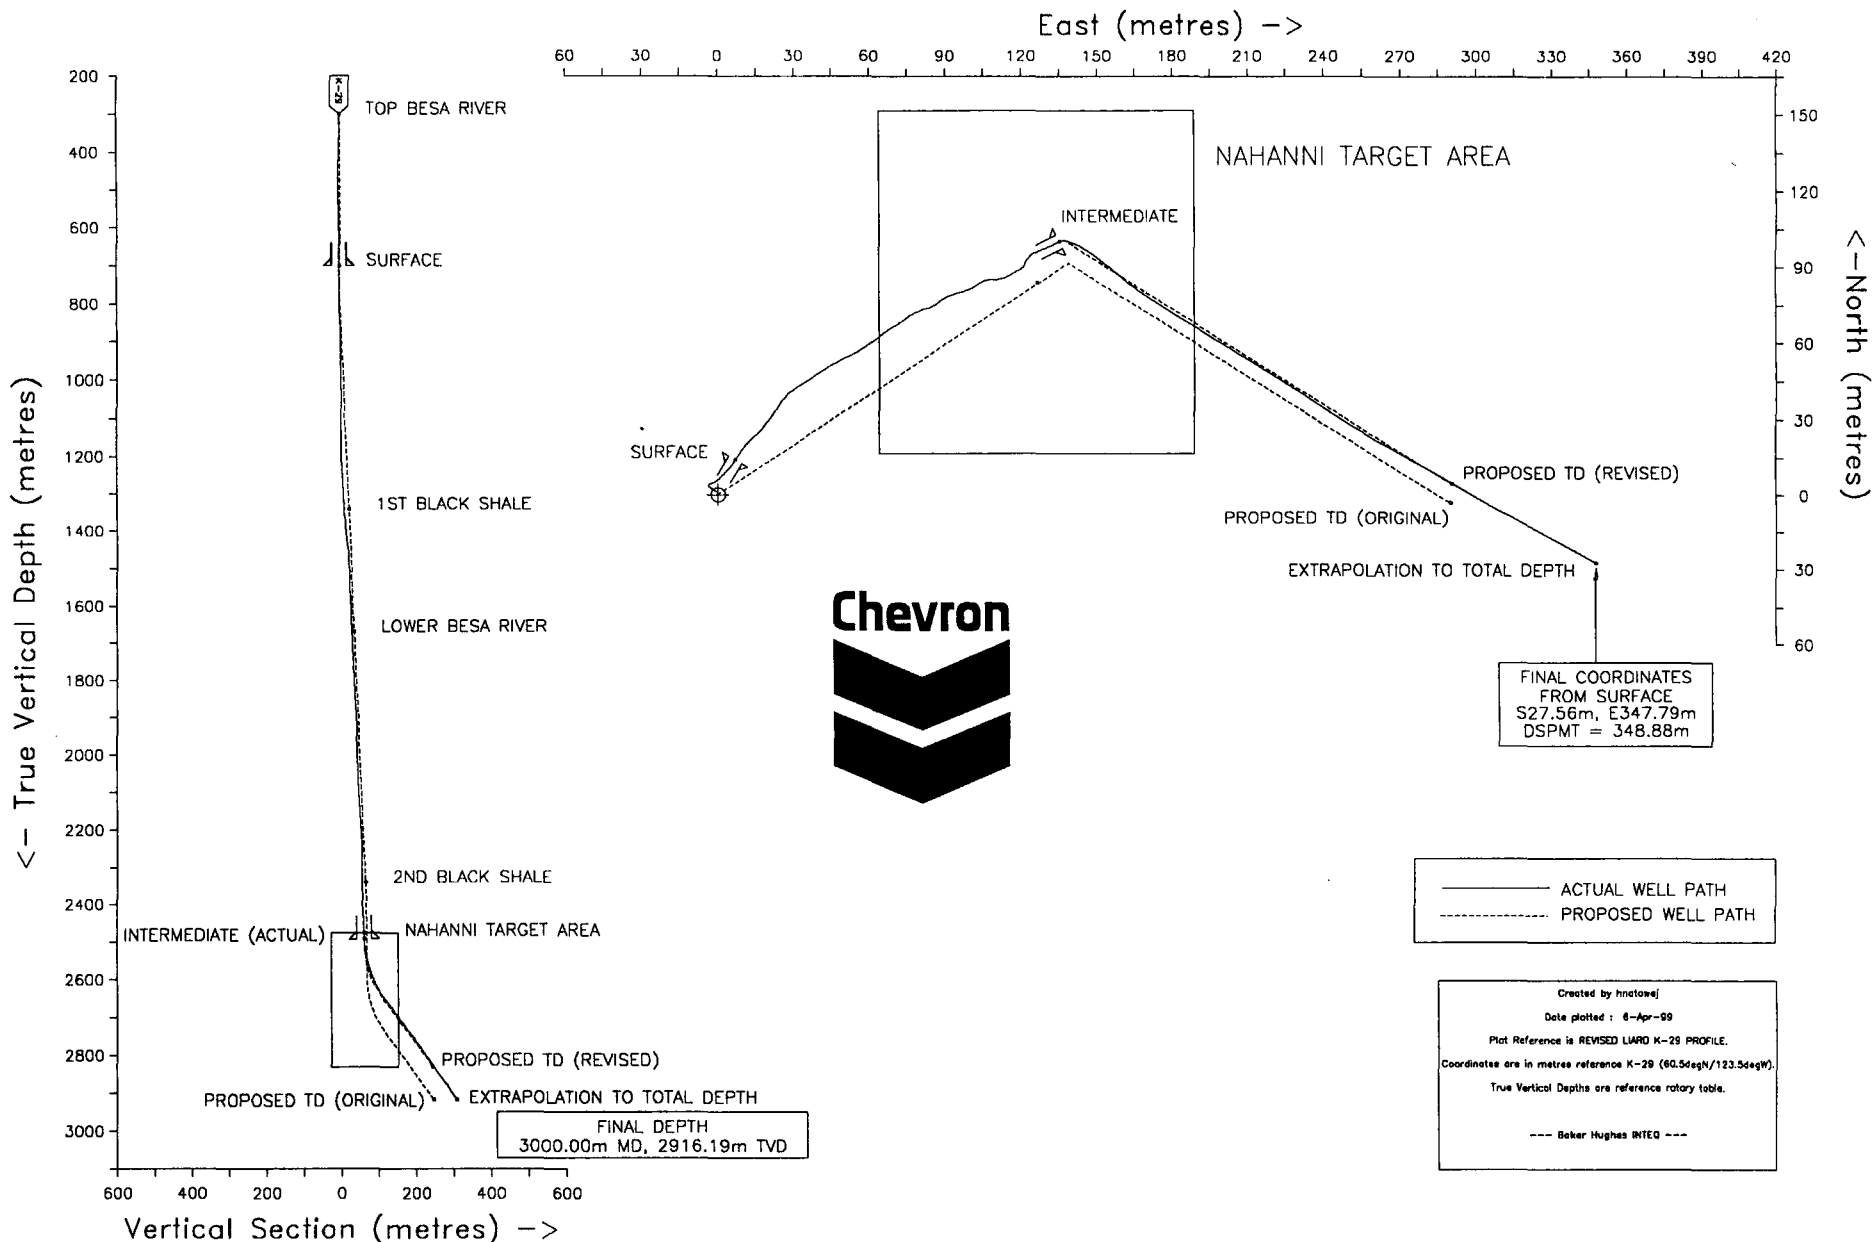 East (metres) –>
60 30 0 30 60 90 120 150 180 210 240 270 300 330 360 390 420
200
400
600
800
1000
1200
1400
1600
1800
2000
2200
2400
2600
2800
3000
<– True Vertical Depth (metres)
K-29
TOP BESA RIVER
SURFACE
1ST BLACK SHALE
LOWER BESA RIVER
2ND BLACK SHALE
INTERMEDIATE (ACTUAL)
NAHANNI TARGET AREA
PROPOSED TD (REVISED)
PROPOSED TD (ORIGINAL)
EXTRAPOLATION TO TOTAL DEPTH
FINAL DEPTH
3000.00m MD, 2916.19m TVD
600 400 200 0 200 400 600
Vertical Section (metres) –>
NAHANNI TARGET AREA
INTERMEDIATE
SURFACE
PROPOSED TD (REVISED)
PROPOSED TD (ORIGINAL)
EXTRAPOLATION TO TOTAL DEPTH
150
120
90
60
30
0
30
60
<–North (metres)
FINAL COORDINATES
FROM SURFACE
S27.56m, E347.79m
DSPMT = 348.88m
Chevron
ACTUAL WELL PATH
PROPOSED WELL PATH
Created by hnatowej
Date plotted : 6-Apr-99
Plot Reference is REVISED LIARD K-29 PROFILE.
Coordinates are in metres reference K-29 (60.5degN/123.5degW).
True Vertical Depths are reference rotary table.
--- Baker Hughes INTEQ ---